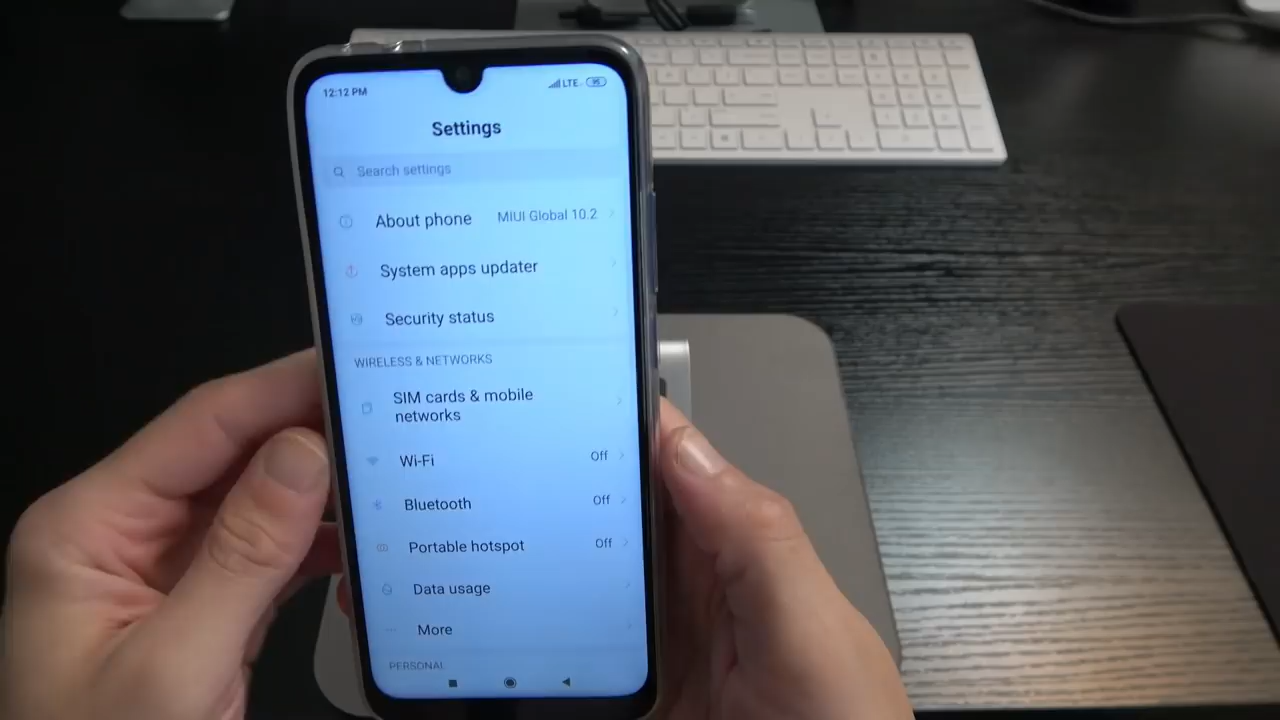 12:12 PM
LTE 95
Settings
Search settings
About phone MIUI Global 10.2
System apps updater
Security status
WIRELESS & NETWORKS
SIM cards & mobile
networks
Wi-Fi Off
Bluetooth Off
Portable hotspot Off
Data usage
More
PERSONAL